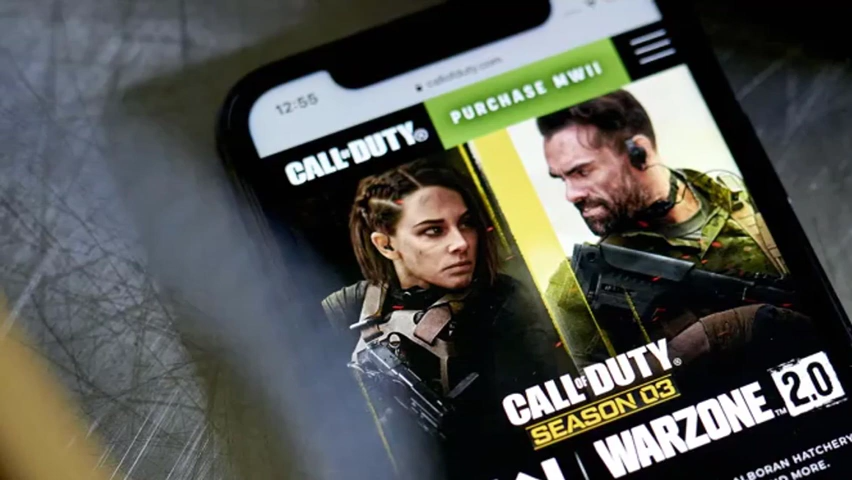 12:55
callofduty.com
PURCHASE MWII
CALL OF DUTY®
CALL OF DUTY®
SEASON 03
WARZONE™ 2.0
ALBORAN HATCHERY
MORE.